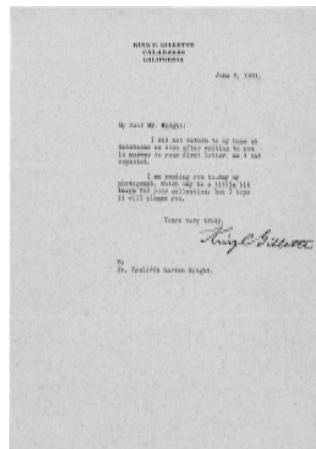 KING C. GILLETTE
CALABASAS
CALIFORNIA
June 5, 1931.
My dear Mr. Knight:
I did not return to my home at
Calabasas as soon after writing to you
in answer to your first letter, as I had
expected.
I am sending you to-day my
photograph, which may be a little
large for your collection; but I hope
it will please you.
Yours very truly,
King C Gillette
To
Mr. Gordon Knight.